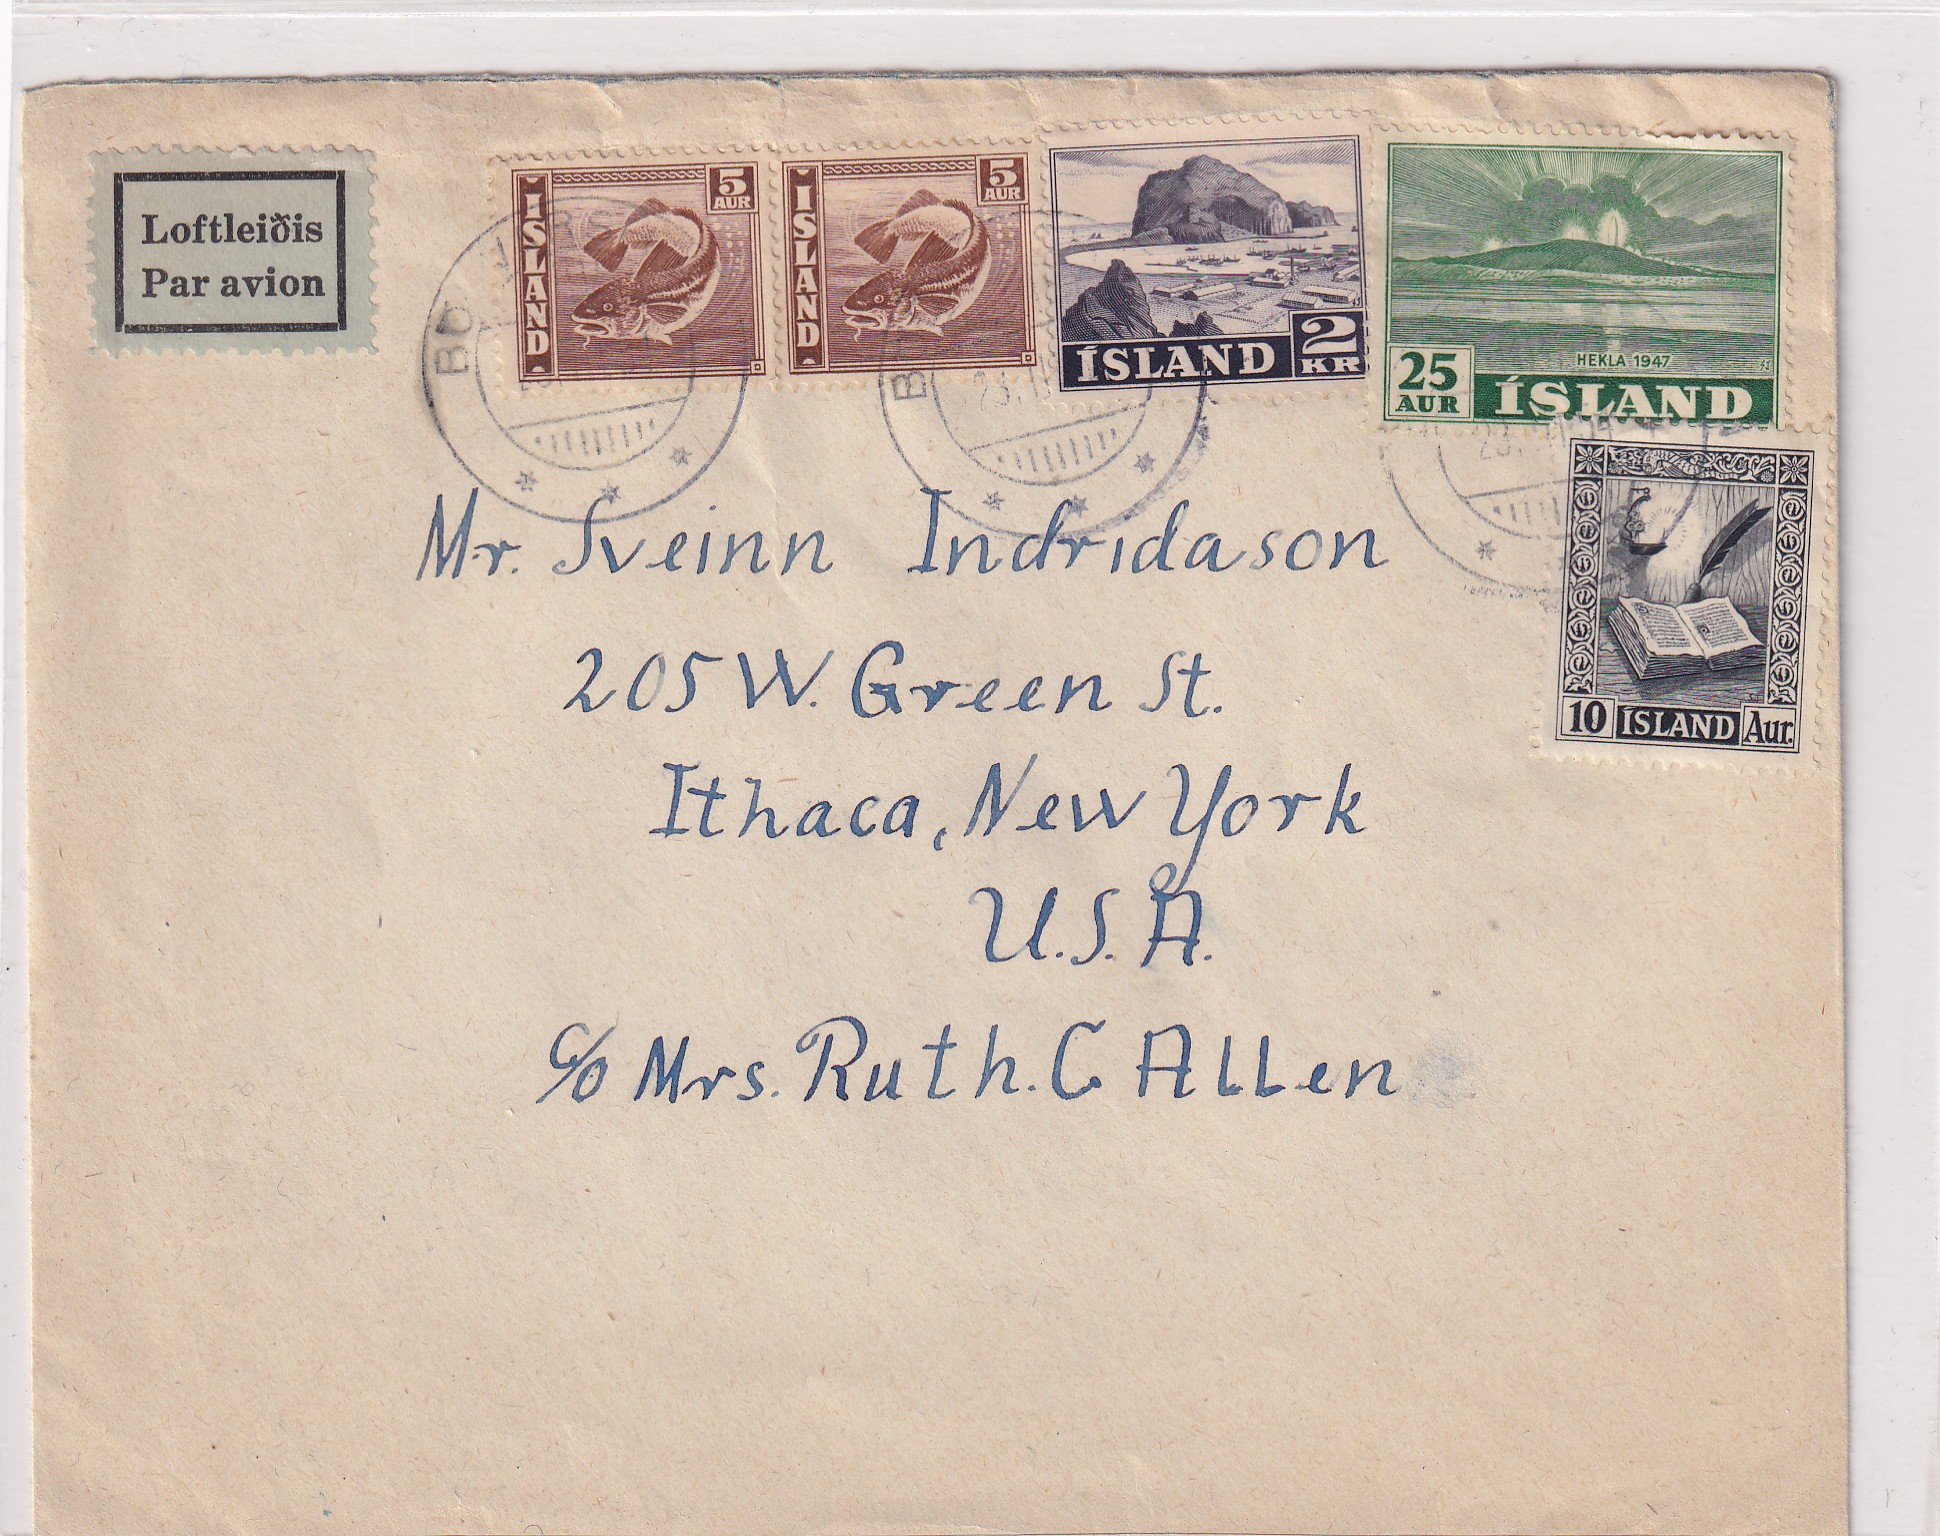 Loftleiðis
Par avion
ÍSLAND
5
AUR
ÍSLAND
5
AUR
ÍSLAND 2
KR
HEKLA 1947
25
AUR ÍSLAND
10 ÍSLAND Aur.
Mr. Sveinn Indridason
205 W. Green St.
Ithaca, New York
U.S.A.
c/o Mrs. Ruth. C Allen